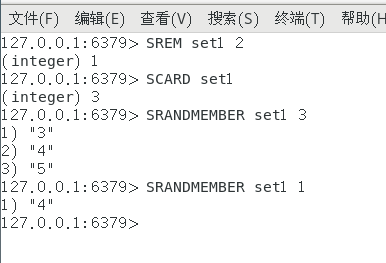 文件(F) 编辑(E) 查看(V) 搜索(S) 终端(T) 帮助(H
127.0.0.1:6379> SREM set1 2
(integer) 1
127.0.0.1:6379> SCARD set1
(integer) 3
127.0.0.1:6379> SRANDMEMBER set1 3
1) "3"
2) "4"
3) "5"
127.0.0.1:6379> SRANDMEMBER set1 1
1) "4"
127.0.0.1:6379>